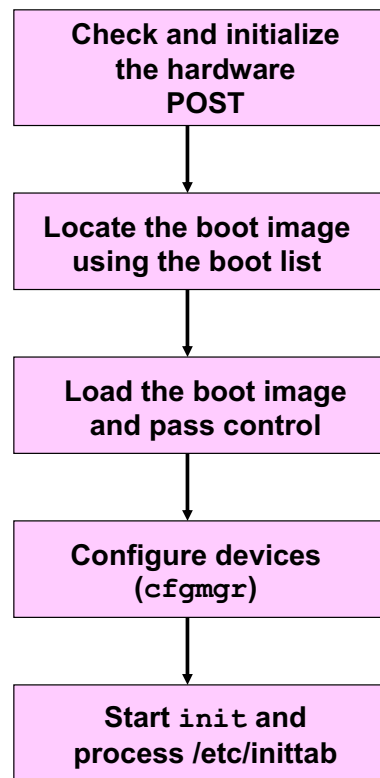 Check and initialize
the hardware
POST
Locate the boot image
using the boot list
Load the boot image
and pass control
Configure devices
(cfgmgr)
Start init and
process /etc/inittab